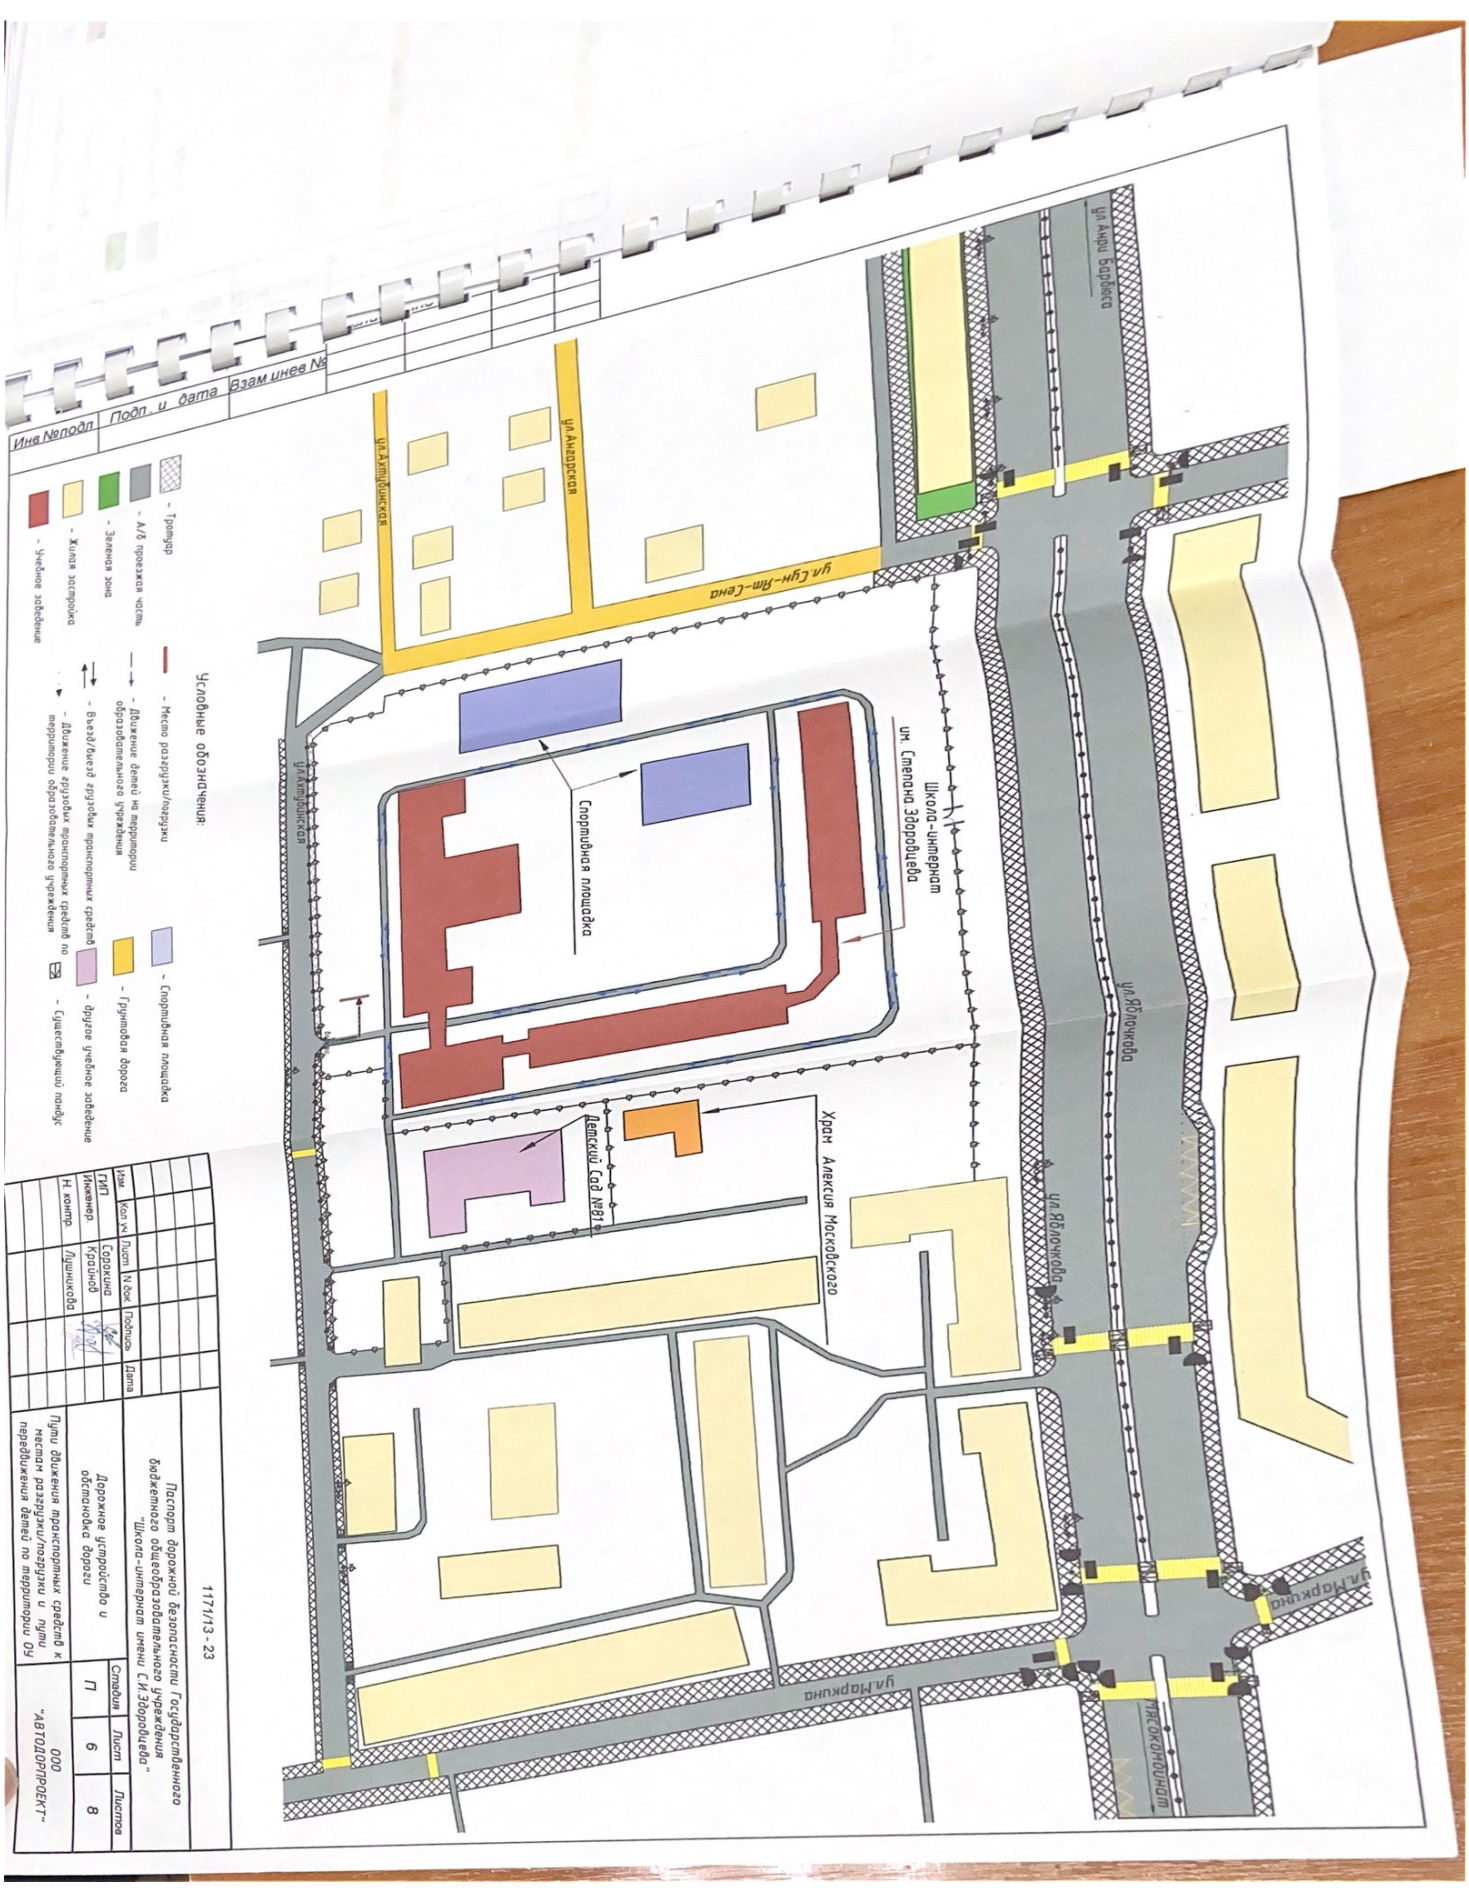 ул.Анри Барбюса
ул.Яблочкова
ул.Яблочкова
ул.Маркина
ул.Маркина
Мясокомбинат
ул.Сун-Ят-Сена
ул.Ангарская
ул.Ахтубинская
ул.Ахтубинская
Школа-интернат
им. Степана Здоровцева
Спортивная площадка
Храм Алексия Московского
Детский Сад №81
Условные обозначения:
- Тротуар
- А/б проезжая часть
- Зеленая зона
- Жилая застройка
- Учебное заведение
- Место разгрузки/погрузки
- Движение детей на территории
образовательного учреждения
- Въезд/выезд грузовых транспортных средств
- Движение грузовых транспортных средств по
территории образовательного учреждения
- Спортивная площадка
- Грунтовая дорога
- другое учебное заведение
- Существующий пандус
Взам инев №
Подп. и дата
Инв №подл
1171/13 - 23
Паспорт дорожной безопасности Государственного
бюджетного общеобразовательного учреждения
"Школа-интернат имени С.И.Здоровцева"
Изм Кол уч Лист N док Подпись Дата
ГИП Сорокина
Инженер. Крайнов
Н. контр. Лушникова
Дорожное устройство и
обстановка дороги
Стадия Лист Листов
П 6 8
Пути движения транспортных средств к
местам разгрузки/погрузки и пути
передвижения детей по территории ОУ
ООО
"АВТОДОРПРОЕКТ"